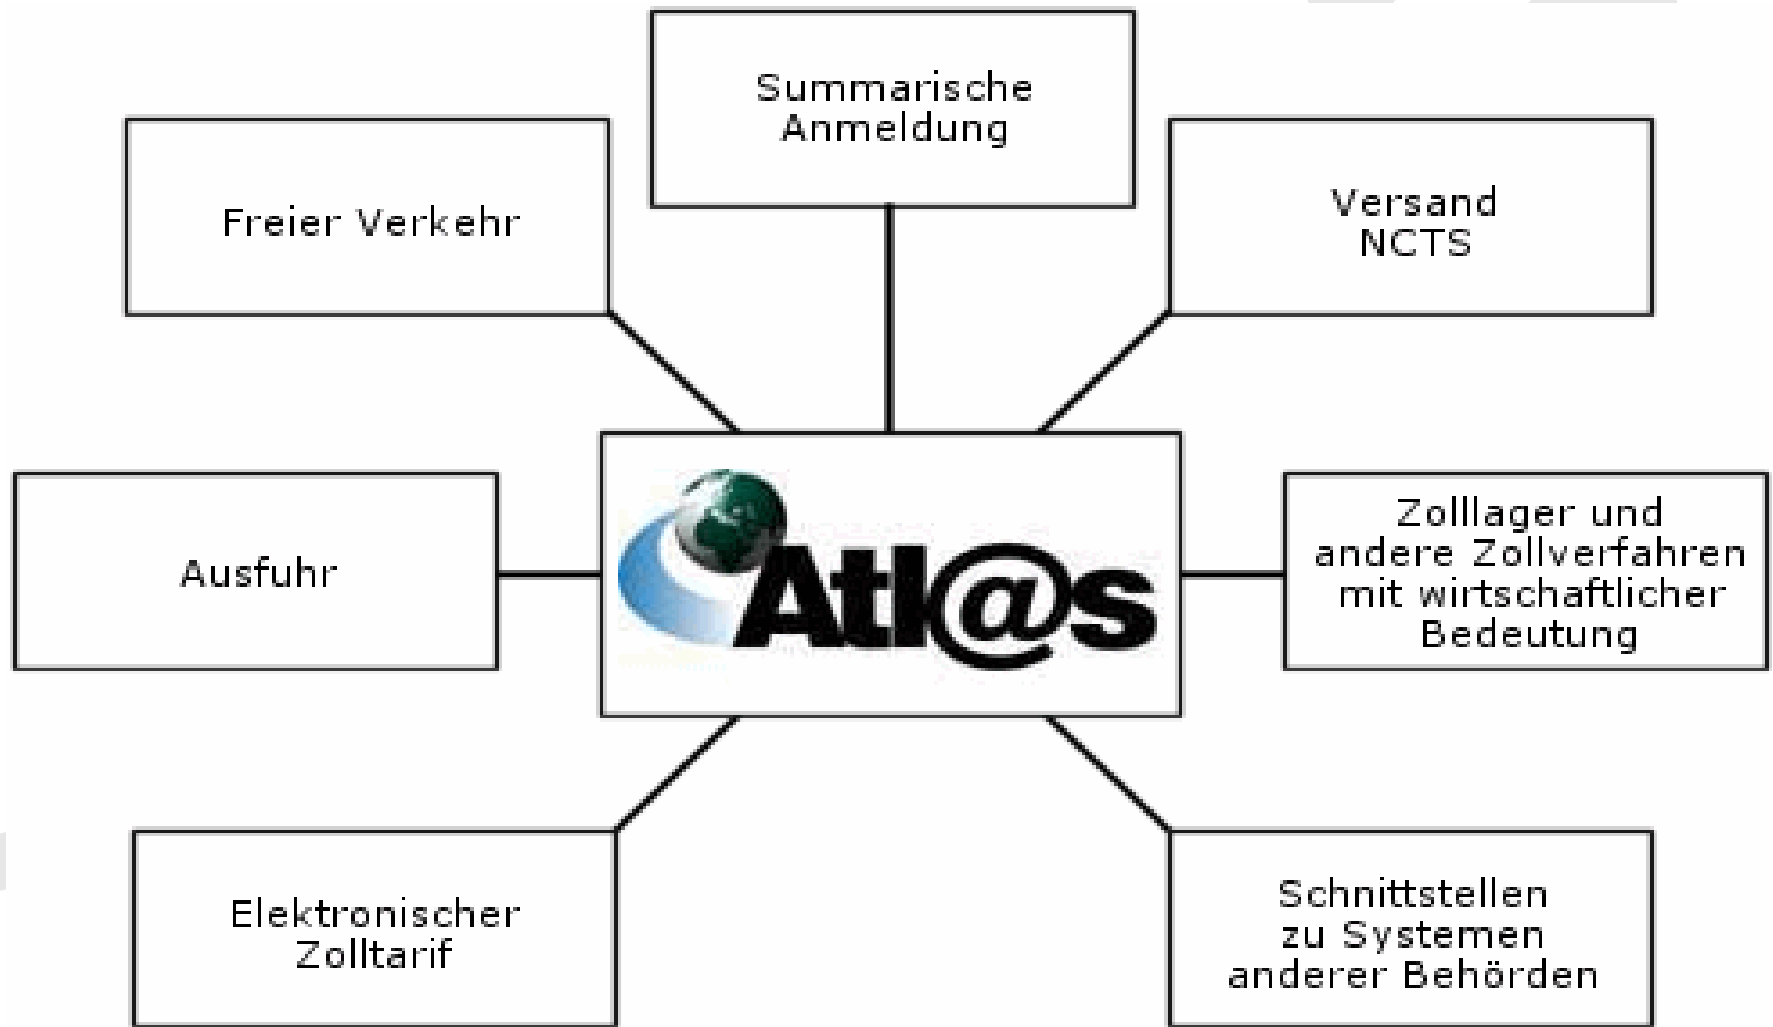 Summarische
Anmeldung
Freier Verkehr
Versand
NCTS
Ausfuhr
Atl@s
Zolllager und
andere Zollverfahren
mit wirtschaftlicher
Bedeutung
Elektronischer
Zolltarif
Schnittstellen
zu Systemen
anderer Behörden